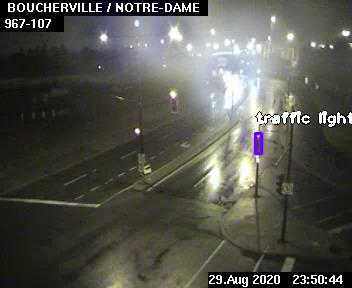 BOUCHERVILLE / NOTRE-DAME
967-107
traffic light
29.Aug 2020 23:50:44